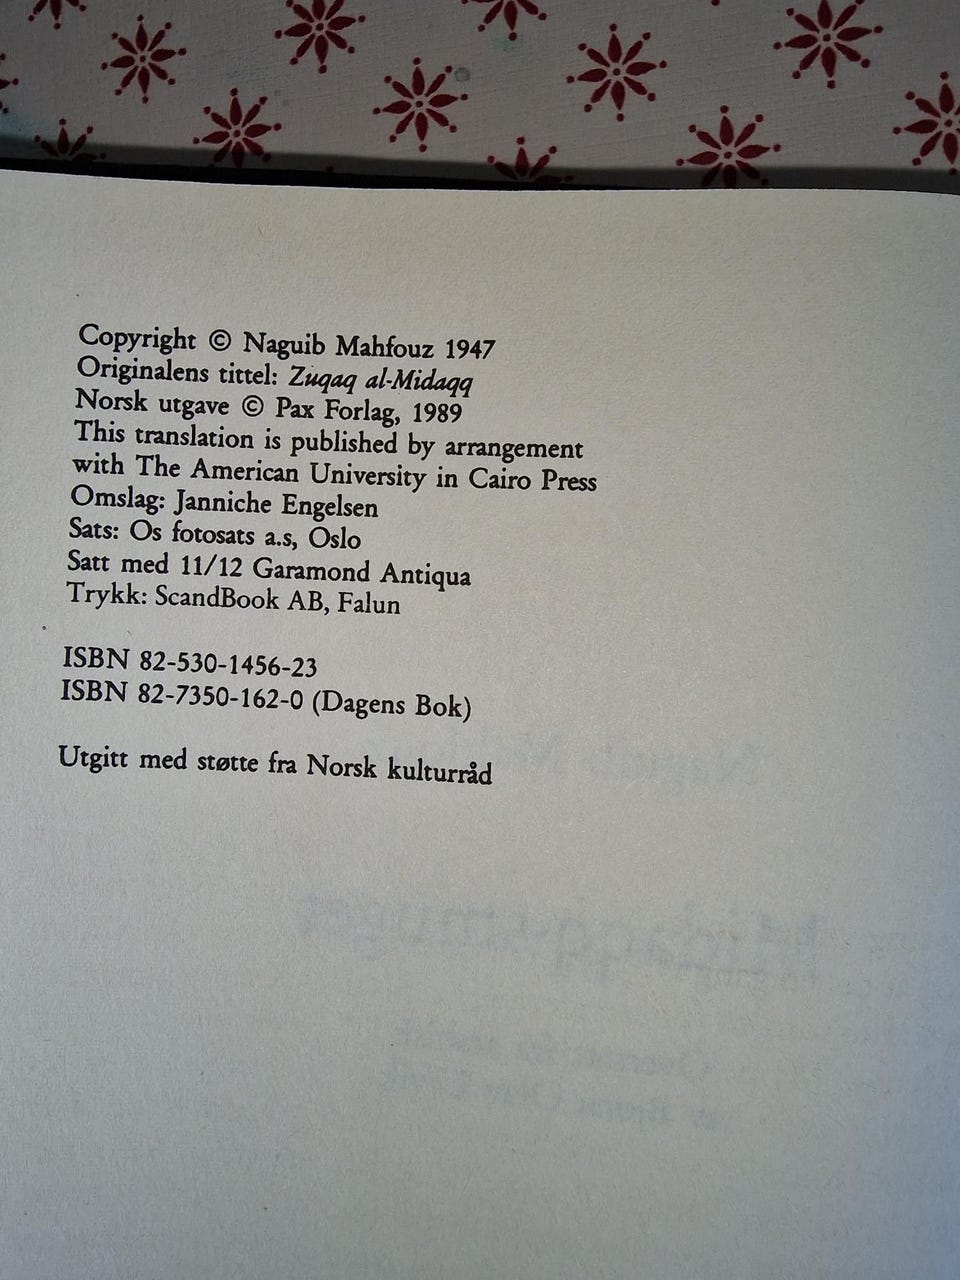 Copyright © Naguib Mahfouz 1947
Originalens tittel: Zuqaq al-Midaqq
Norsk utgave © Pax Forlag, 1989
This translation is published by arrangement
with The American University in Cairo Press
Omslag: Janniche Engelsen
Sats: Os fotosats a.s, Oslo
Satt med 11/12 Garamond Antiqua
Trykk: ScandBook AB, Falun
ISBN 82-530-1456-23
ISBN 82-7350-162-0 (Dagens Bok)
Utgitt med støtte fra Norsk kulturråd